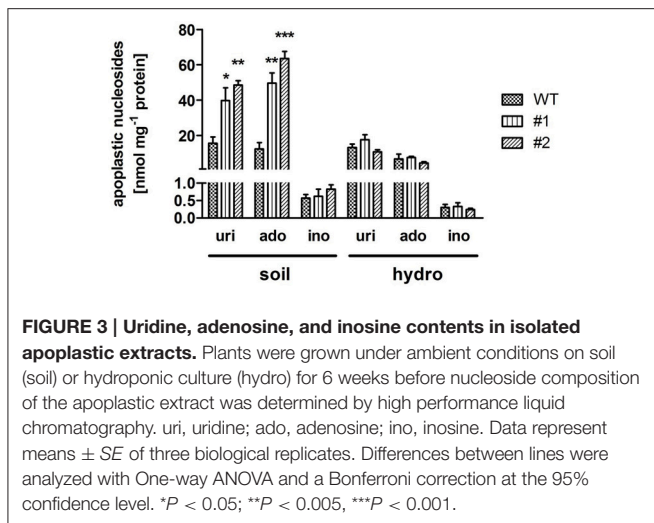 apoplastic nucleosides
[nmol mg-1 protein]
80
60
40
20
1.0
0.5
0.0
* ** ** ***
WT
#1
#2
uri ado ino uri ado ino
soil hydro
FIGURE 3 | Uridine, adenosine, and inosine contents in isolated
apoplastic extracts. Plants were grown under ambient conditions on soil
(soil) or hydroponic culture (hydro) for 6 weeks before nucleoside composition
of the apoplastic extract was determined by high performance liquid
chromatography. uri, uridine; ado, adenosine; ino, inosine. Data represent
means ± SE of three biological replicates. Differences between lines were
analyzed with One-way ANOVA and a Bonferroni correction at the 95%
confidence level. *P < 0.05; **P < 0.005, ***P < 0.001.